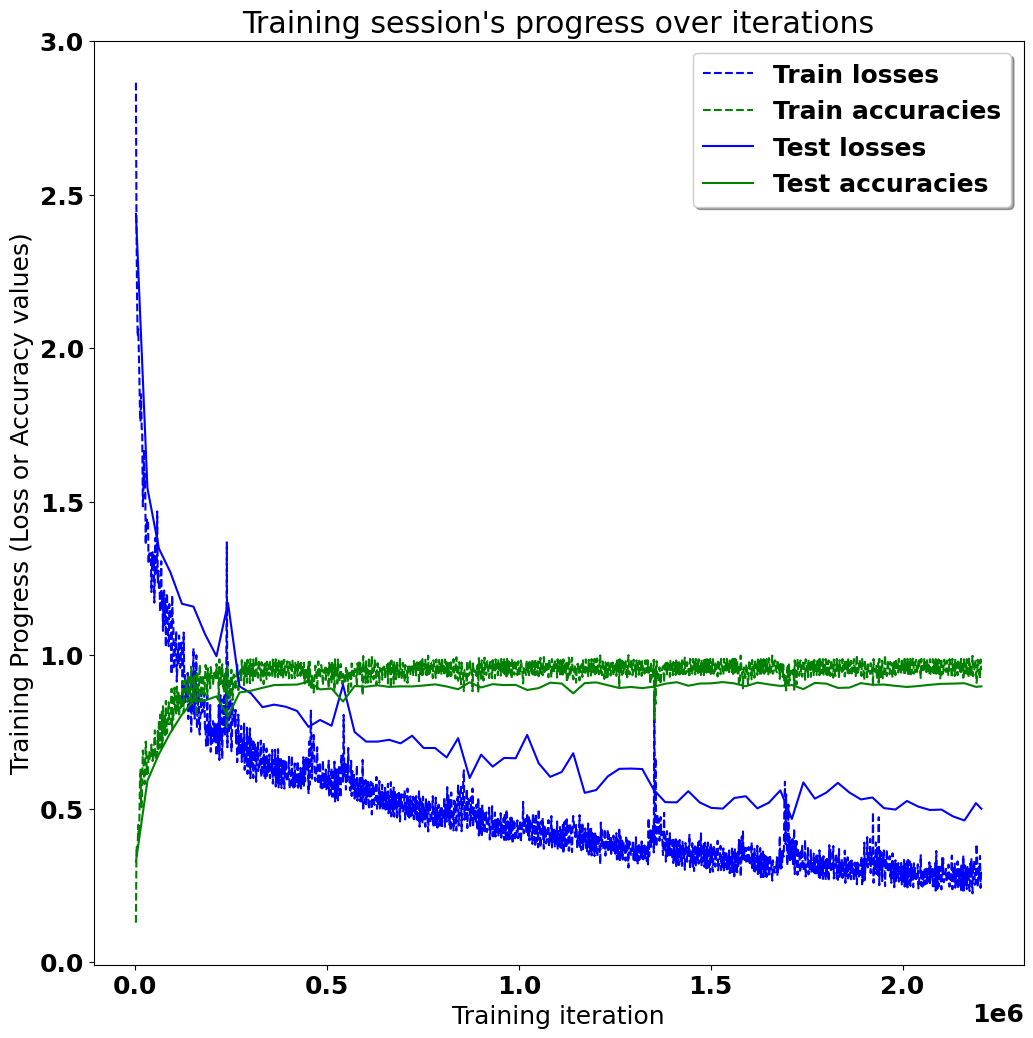 Training session's progress over iterations
Train losses
Train accuracies
Test losses
Test accuracies
Training Progress (Loss or Accuracy values)
3.0
2.5
2.0
1.5
1.0
0.5
0.0
0.0 0.5 1.0 1.5 2.0
Training iteration
1e6